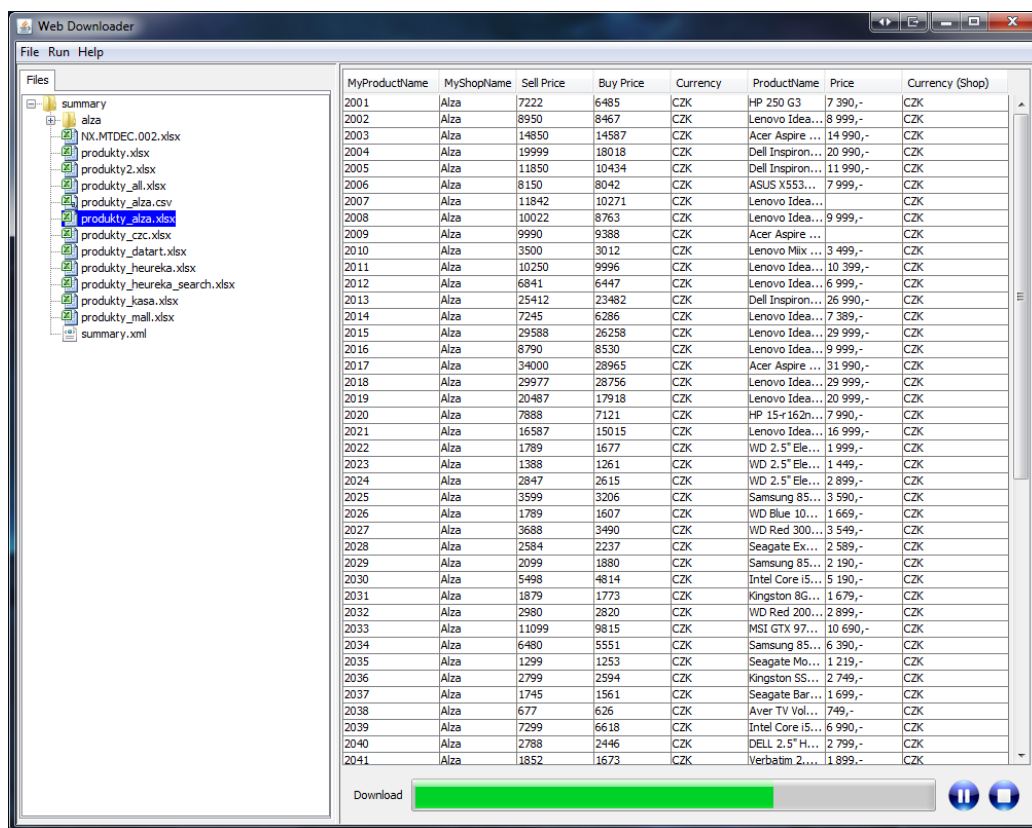 Web Downloader
File Run Help
Files
summary
alza
NX.MTDEC.002.xlsx
produkty.xlsx
produkty2.xlsx
produkty_all.xlsx
produkty_alza.csv
produkty_alza.xlsx
produkty_czc.xlsx
produkty_datart.xlsx
produkty_heureka.xlsx
produkty_heureka_search.xlsx
produkty_kasa.xlsx
produkty_mall.xlsx
summary.xml
MyProductName MyShopName Sell Price Buy Price Currency ProductName Price Currency (Shop)
2001 Alza 7222 6485 CZK HP 250 G3 7 390,- CZK
2002 Alza 8950 8467 CZK Lenovo Idea... 8 999,- CZK
2003 Alza 14850 14587 CZK Acer Aspire ... 14 990,- CZK
2004 Alza 19999 18018 CZK Dell Inspiron... 20 990,- CZK
2005 Alza 11850 10434 CZK Dell Inspiron... 11 990,- CZK
2006 Alza 8150 8042 CZK ASUS X553... 7 999,- CZK
2007 Alza 11842 10271 CZK Lenovo Idea... CZK
2008 Alza 10022 8763 CZK Lenovo Idea... 9 999,- CZK
2009 Alza 9990 9388 CZK Acer Aspire ... CZK
2010 Alza 3500 3012 CZK Lenovo Miix ... 3 499,- CZK
2011 Alza 10250 9996 CZK Lenovo Idea... 10 399,- CZK
2012 Alza 6841 6447 CZK Lenovo Idea... 6 999,- CZK
2013 Alza 25412 23482 CZK Dell Inspiron... 26 990,- CZK
2014 Alza 7245 6286 CZK Lenovo Idea... 7 389,- CZK
2015 Alza 29588 26258 CZK Lenovo Idea... 29 999,- CZK
2016 Alza 8790 8530 CZK Lenovo Idea... 9 999,- CZK
2017 Alza 34000 28965 CZK Acer Aspire ... 31 990,- CZK
2018 Alza 29977 28756 CZK Lenovo Idea... 29 999,- CZK
2019 Alza 20487 17918 CZK Lenovo Idea... 20 999,- CZK
2020 Alza 7888 7121 CZK HP 15-r162n... 7 990,- CZK
2021 Alza 16587 15015 CZK Lenovo Idea... 16 999,- CZK
2022 Alza 1789 1677 CZK WD 2.5" Ele... 1 999,- CZK
2023 Alza 1388 1261 CZK WD 2.5" Ele... 1 449,- CZK
2024 Alza 2847 2615 CZK WD 2.5" Ele... 2 899,- CZK
2025 Alza 3599 3206 CZK Samsung 85... 3 590,- CZK
2026 Alza 1789 1607 CZK WD Blue 10... 1 669,- CZK
2027 Alza 3688 3490 CZK WD Red 300... 3 549,- CZK
2028 Alza 2584 2237 CZK Seagate Ex... 2 589,- CZK
2029 Alza 2099 1880 CZK Samsung 85... 2 190,- CZK
2030 Alza 5498 4814 CZK Intel Core i5... 5 190,- CZK
2031 Alza 1879 1773 CZK Kingston 8G... 1 679,- CZK
2032 Alza 2980 2820 CZK WD Red 200... 2 899,- CZK
2033 Alza 11099 9815 CZK MSI GTX 97... 10 690,- CZK
2034 Alza 6480 5551 CZK Samsung 85... 6 390,- CZK
2035 Alza 1299 1253 CZK Seagate Mo... 1 219,- CZK
2036 Alza 2799 2594 CZK Kingston SS... 2 749,- CZK
2037 Alza 1745 1561 CZK Seagate Bar... 1 699,- CZK
2038 Alza 677 626 CZK Aver TV Vol... 749,- CZK
2039 Alza 7299 6618 CZK Intel Core i5... 6 990,- CZK
2040 Alza 2788 2446 CZK DELL 2.5" H... 2 799,- CZK
2041 Alza 1852 1673 CZK Verbatim 2.... 1 899,- CZK
Download